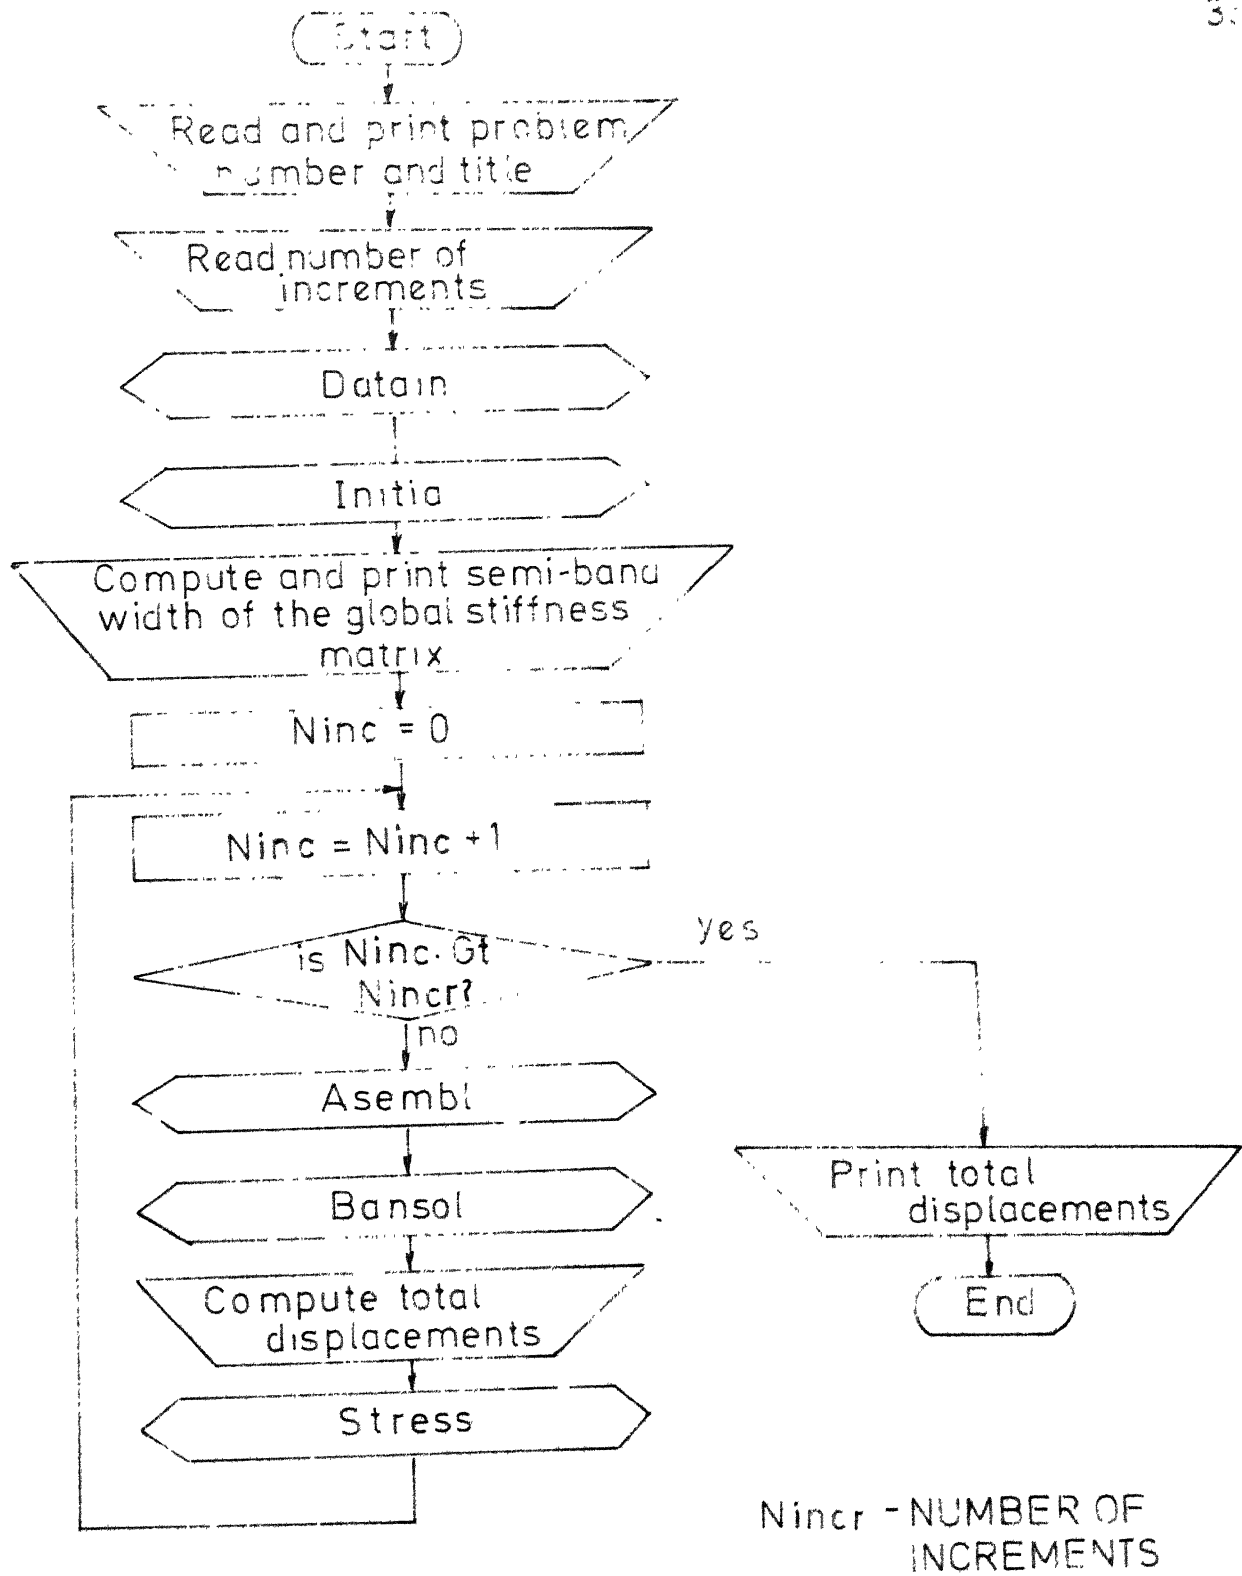 Start
Read and print problem
number and title
Read number of
increments
Datain
Initia
Compute and print semi-band
width of the global stiffness
matrix
Ninc = 0
Ninc = Ninc +1
is Ninc. Gt
Nincr?
yes
no
Asembl
Bansol
Compute total
displacements
Stress
Print total
displacements
End
Nincr - NUMBER OF
INCREMENTS